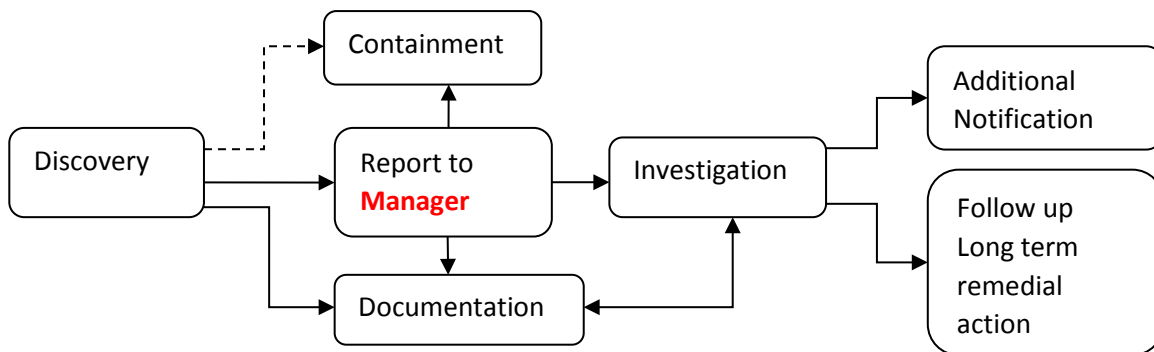 Containment
Additional
Notification
Discovery
Report to
Manager
Investigation
Follow up
Long term
remedial
action
Documentation